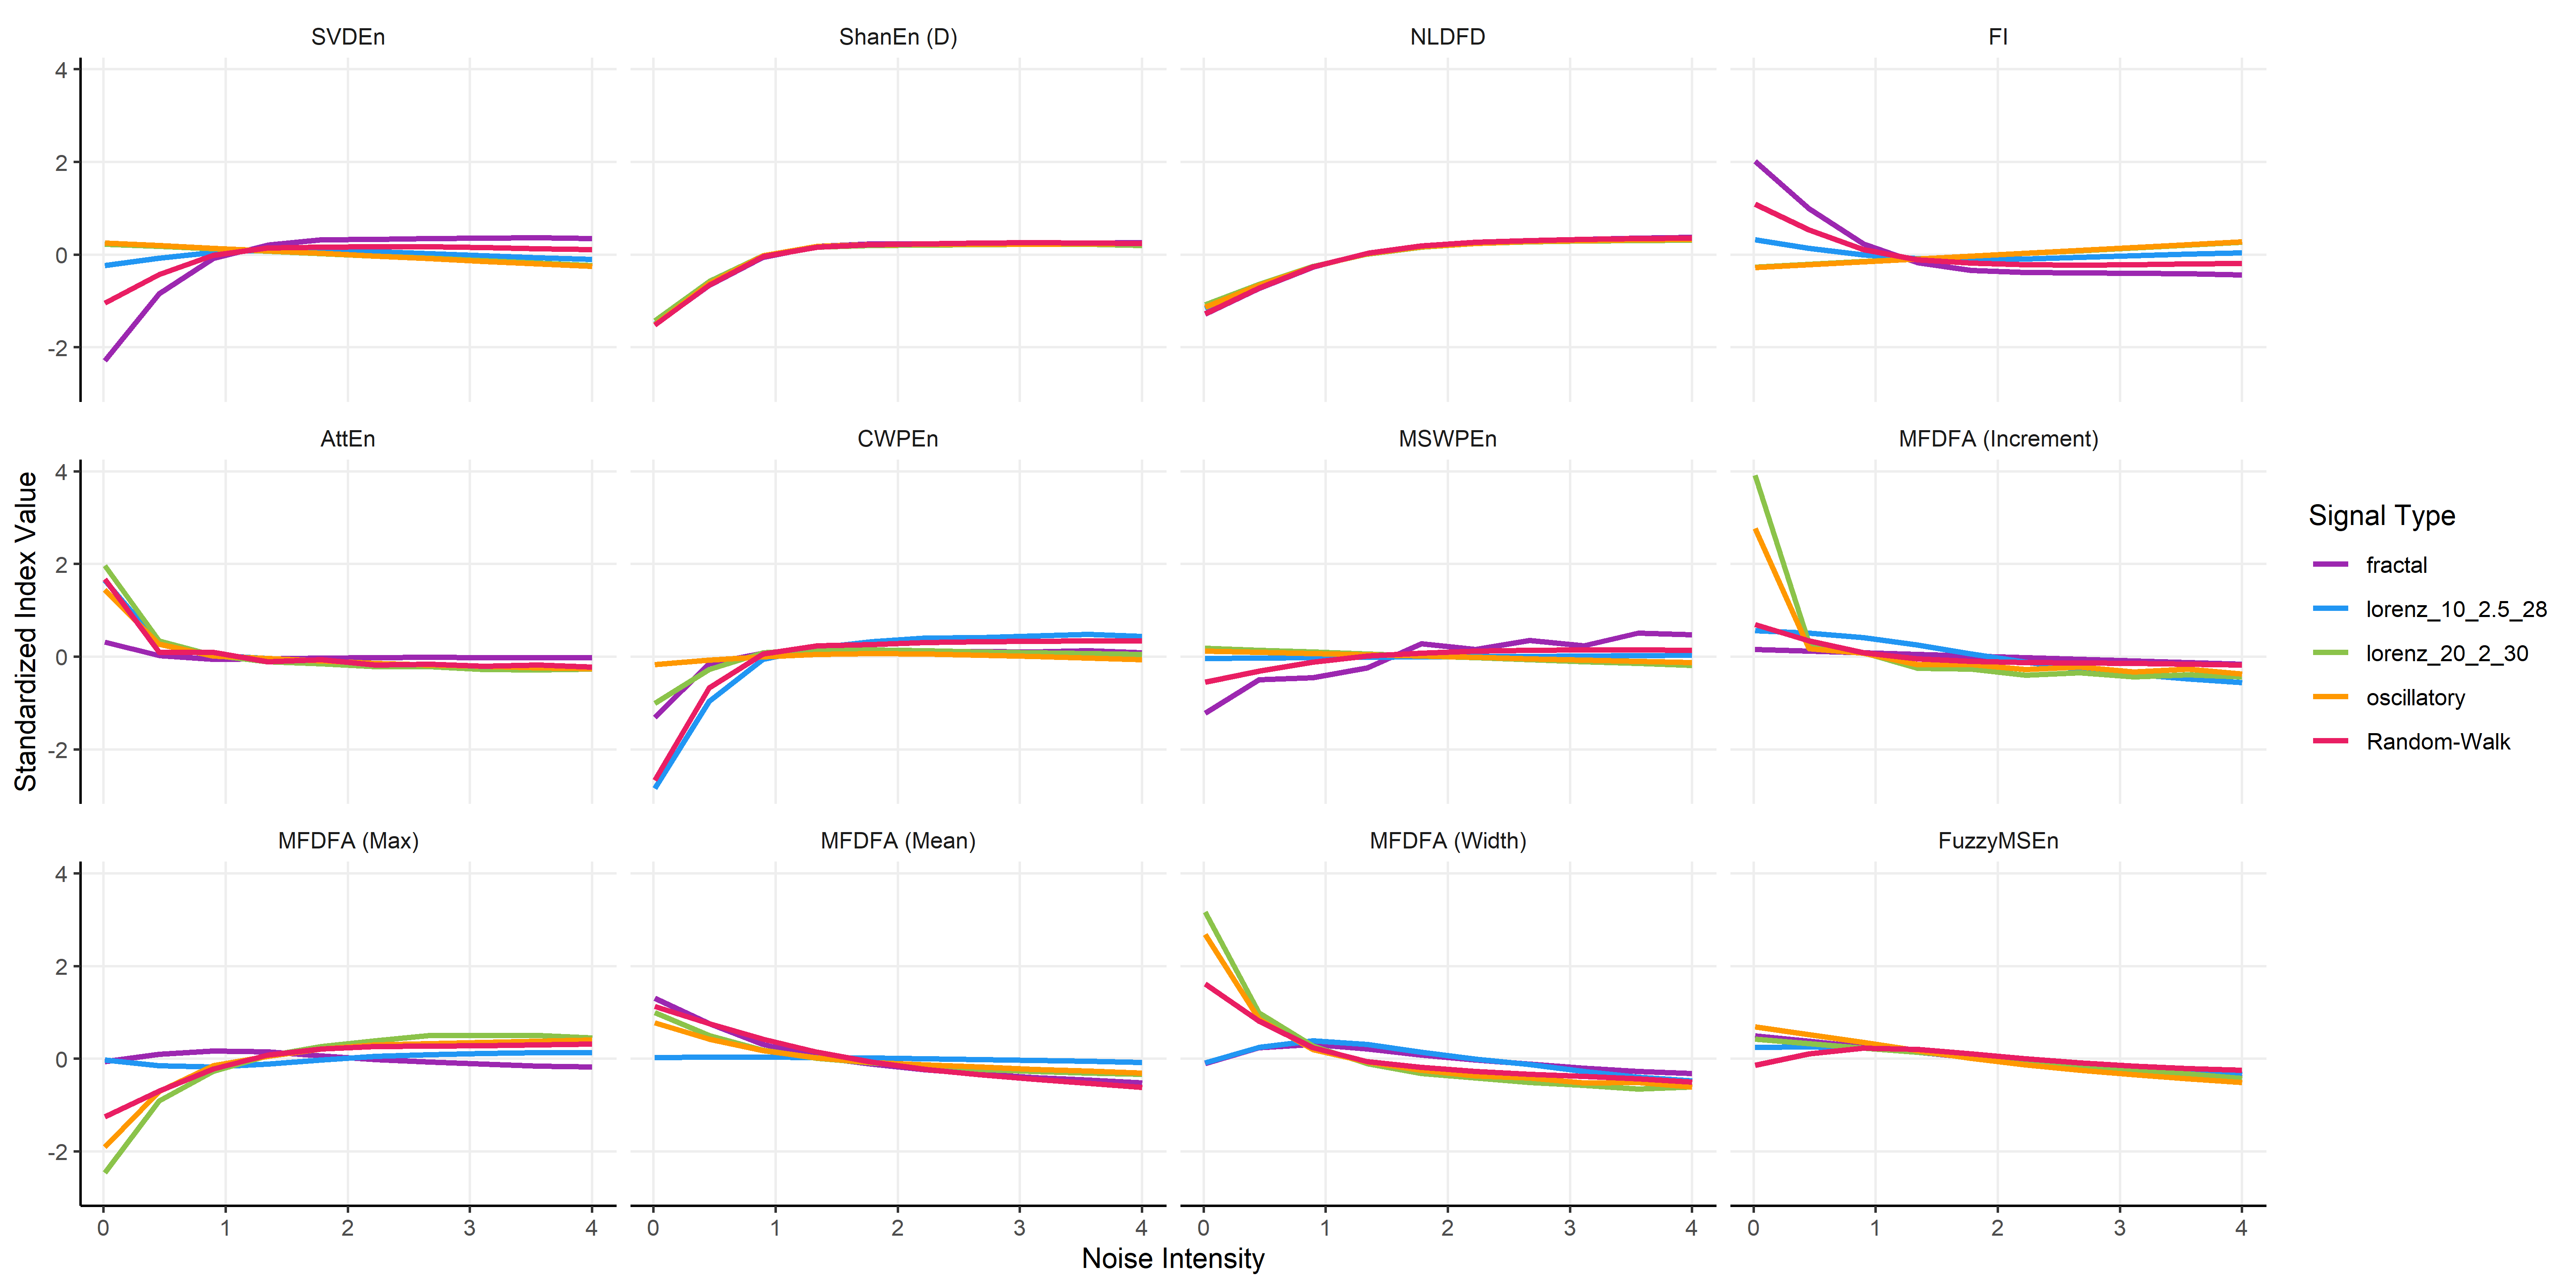 SVDEn ShanEn (D) NLDFD FI
4
2
0
-2
AttEn CWPEn MSWPEn MFDFA (Increment)
4
2
0
-2
MFDFA (Max) MFDFA (Mean) MFDFA (Width) FuzzyMSEn
4
2
0
-2
0 1 2 3 4 0 1 2 3 4 0 1 2 3 4 0 1 2 3 4
Noise Intensity
Standardized Index Value
Signal Type
fractal
lorenz_10_2.5_28
lorenz_20_2_30
oscillatory
Random-Walk